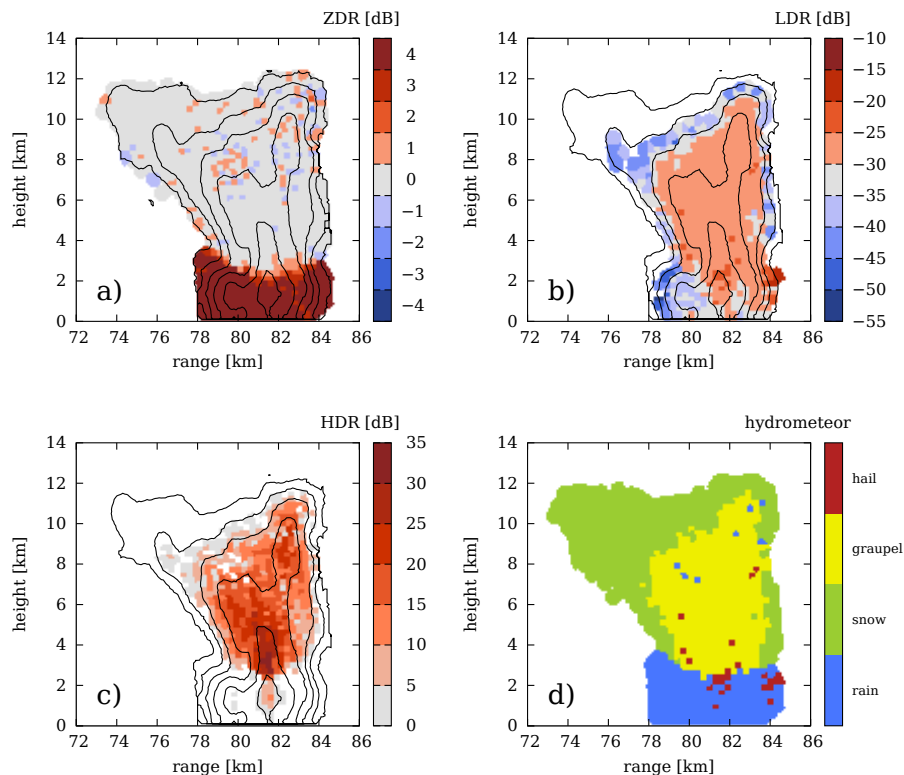 ZDR [dB]
LDR [dB]
14
12
10
8
6
4
2
0
height [km]
72 74 76 78 80 82 84 86
range [km]
a)
4
3
2
1
0
−1
−2
−3
−4
14
12
10
8
6
4
2
0
height [km]
72 74 76 78 80 82 84 86
range [km]
b)
−10
−15
−20
−25
−30
−35
−40
−45
−50
−55
HDR [dB]
hydrometeor
14
12
10
8
6
4
2
0
height [km]
72 74 76 78 80 82 84 86
range [km]
c)
35
30
25
20
15
10
5
0
14
12
10
8
6
4
2
0
height [km]
72 74 76 78 80 82 84 86
range [km]
d)
hail
graupel
snow
rain